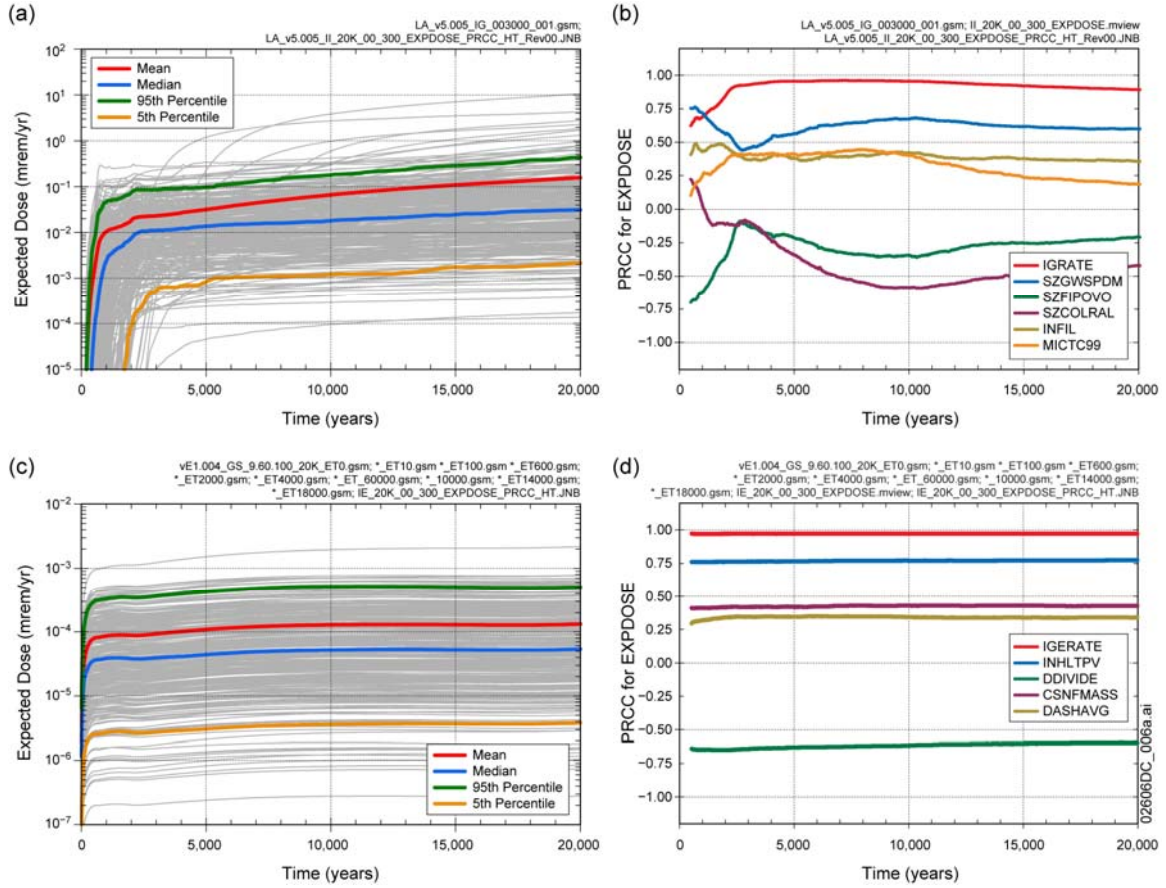 (a)
LA_v5.005_IG_003000_001.gsm;
LA_v5.005_II_20K_00_300_EXPDOSE_PRCC_HT_Rev00.JNB
Expected Dose (mrem/yr)
10²
10¹
10⁰
10⁻¹
10⁻²
10⁻³
10⁻⁴
10⁻⁵
Mean
Median
95th Percentile
5th Percentile
0 5,000 10,000 15,000 20,000
Time (years)
(b)
LA_v5.005_IG_003000_001.gsm; II_20K_00_300_EXPDOSE.mview
LA_v5.005_II_20K_00_300_EXPDOSE_PRCC_HT_Rev00.JNB
PRCC for EXPDOSE
1.00
0.75
0.50
0.25
0.00
−0.25
−0.50
−0.75
−1.00
IGRATE
SZGWSPDM
SZFIPOVO
SZCOLRAL
INFIL
MICTC99
0 5,000 10,000 15,000 20,000
Time (years)
(c)
vE1.004_GS_9.60.100_20K_ET0.gsm; *_ET10.gsm *_ET100.gsm *_ET600.gsm;
*_ET2000.gsm; *_ET4000.gsm; *_ET_60000.gsm; *_10000.gsm; *_ET14000.gsm;
*_ET18000.gsm; IE_20K_00_300_EXPDOSE_PRCC_HT.JNB
Expected Dose (mrem/yr)
10⁻²
10⁻³
10⁻⁴
10⁻⁵
10⁻⁶
10⁻⁷
Mean
Median
95th Percentile
5th Percentile
0 5,000 10,000 15,000 20,000
Time (years)
(d)
vE1.004_GS_9.60.100_20K_ET0.gsm; *_ET10.gsm *_ET100.gsm *_ET600.gsm;
*_ET2000.gsm; *_ET4000.gsm; *_ET_60000.gsm; *_10000.gsm; *_ET14000.gsm;
*_ET18000.gsm; IE_20K_00_300_EXPDOSE.mview; IE_20K_00_300_EXPDOSE_PRCC_HT.JNB
PRCC for EXPDOSE
1.00
0.75
0.50
0.25
0.00
−0.25
−0.50
−0.75
−1.00
IGERATE
INHLTPV
DDIVIDE
CSNFMASS
DASHAVG
0 5,000 10,000 15,000 20,000
Time (years)
02606DC_006a.ai